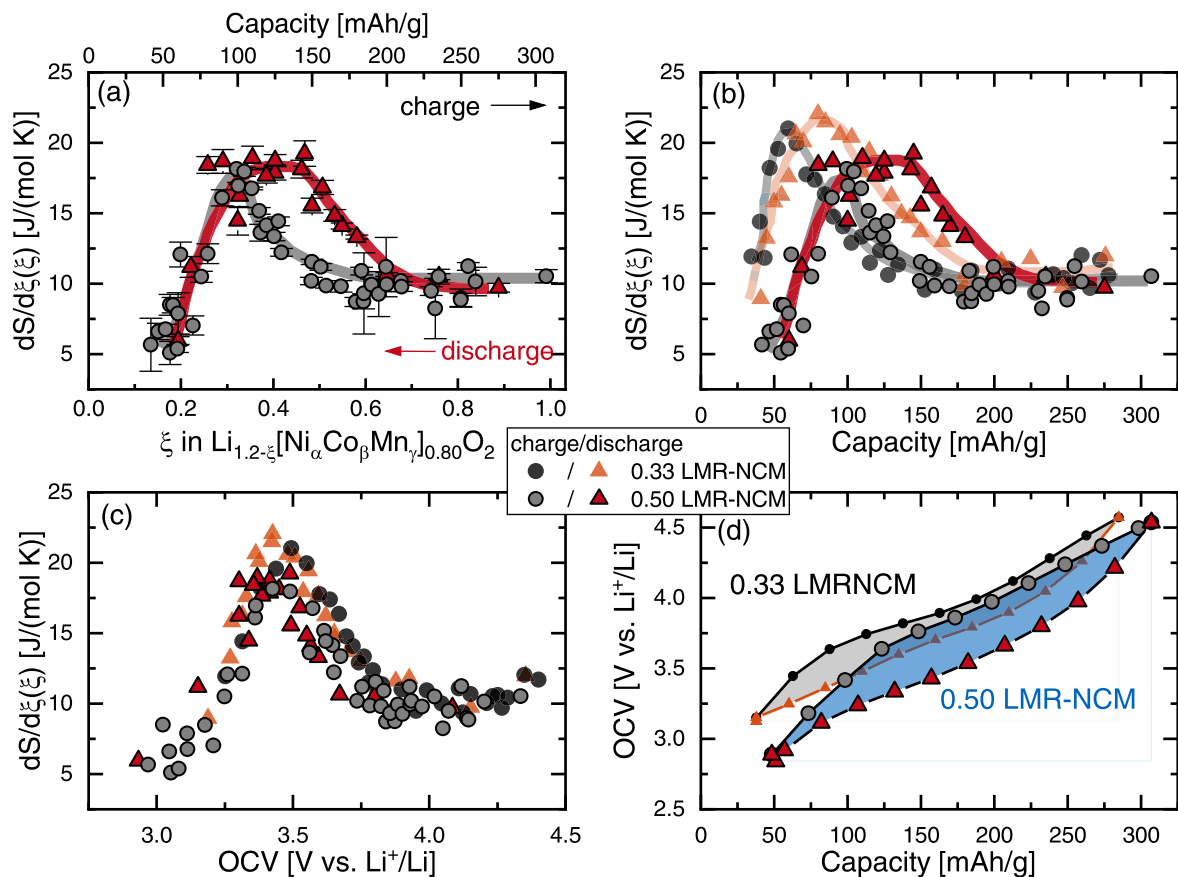 Capacity [mAh/g]
0 25 50 75 100 125 150 175 200 225 250 275 300
(a)
charge
discharge
dS/dξ(ξ) [J/(mol K)]
25
20
15
10
5
0.0 0.2 0.4 0.6 0.8 1.0
ξ in Li1.2-ξ[NiαCoβMnγ]0.80O2
(b)
dS/dξ(ξ) [J/(mol K)]
25
20
15
10
5
0 50 100 150 200 250 300
Capacity [mAh/g]
charge/discharge
/ 0.33 LMR-NCM
/ 0.50 LMR-NCM
(c)
dS/dξ(ξ) [J/(mol K)]
25
20
15
10
5
3.0 3.5 4.0 4.5
OCV [V vs. Li+/Li]
(d)
0.33 LMRNCM
0.50 LMR-NCM
OCV [V vs. Li+/Li]
4.5
4.0
3.5
3.0
2.5
0 50 100 150 200 250 300
Capacity [mAh/g]